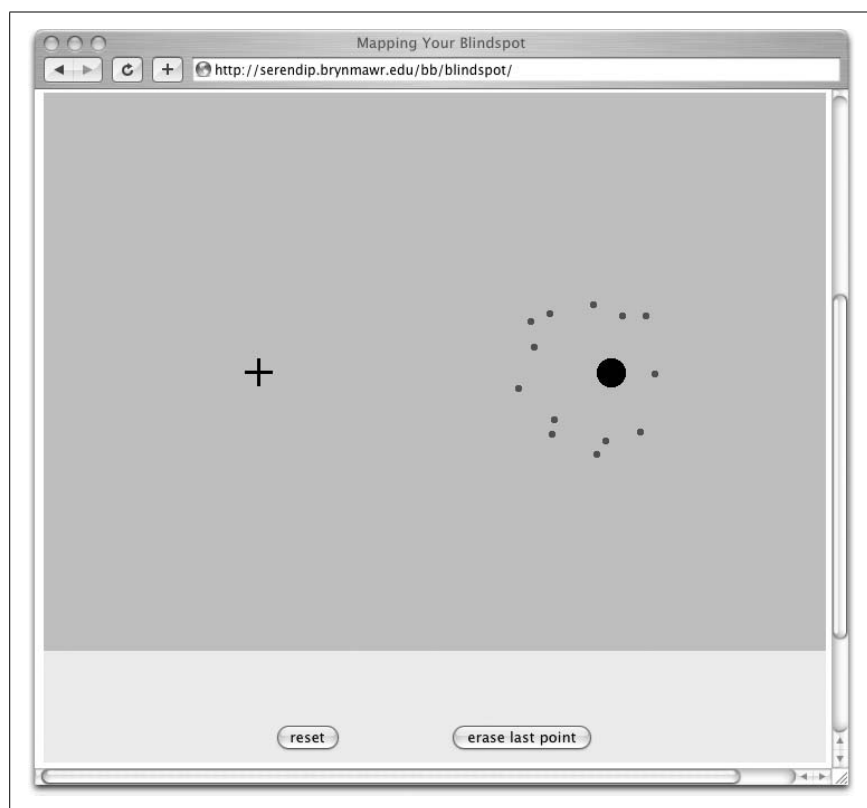 Mapping Your Blindspot
http://serendip.brynmawr.edu/bb/blindspot/
reset
erase last point